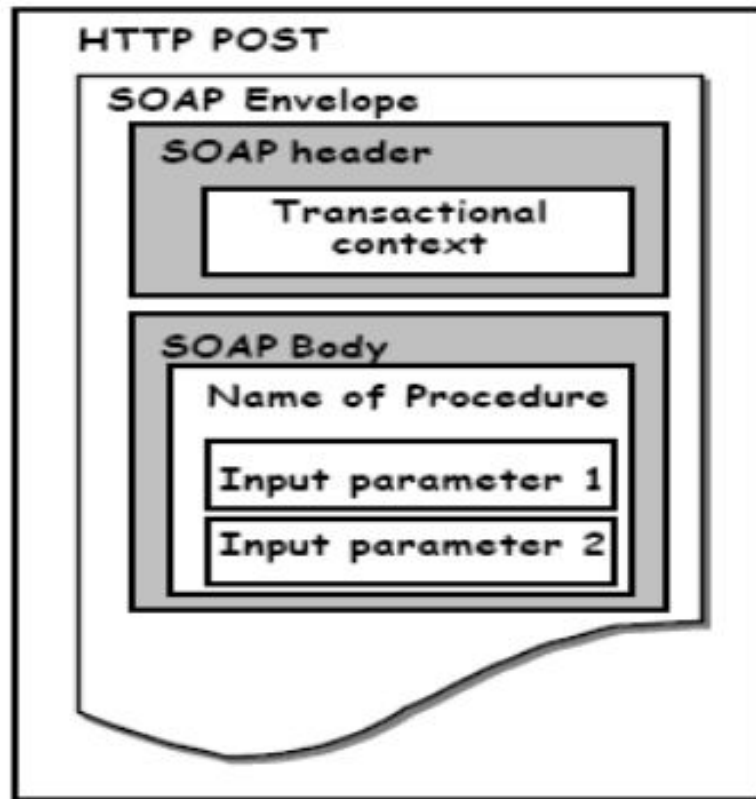 HTTP POST
SOAP Envelope
SOAP header
Transactional
context
SOAP Body
Name of Procedure
Input parameter 1
Input parameter 2